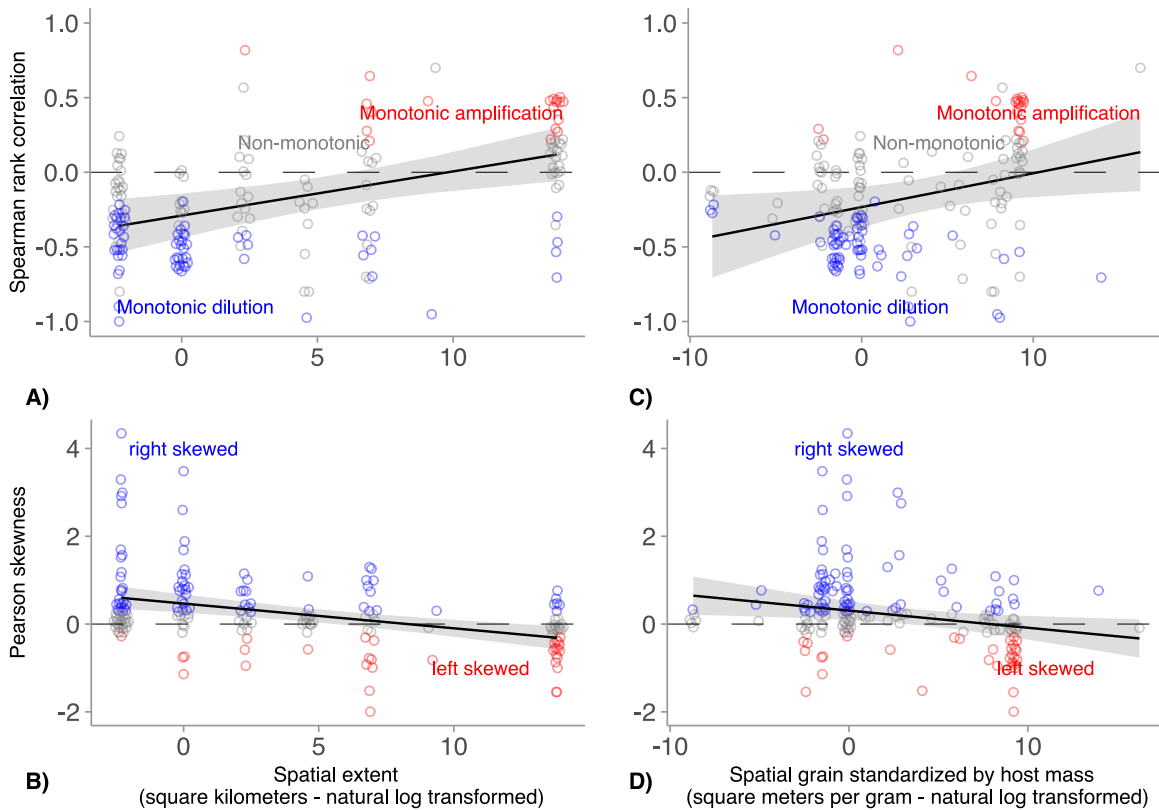 Spearman rank correlation
1.0
0.5
0.0
-0.5
-1.0
Monotonic amplification
Non-monotonic
Monotonic dilution
0
5
10
A)
Monotonic amplification
Non-monotonic
Monotonic dilution
-10
0
10
C)
Pearson skewness
4
2
0
-2
right skewed
left skewed
0
5
10
B)
Spatial extent
(square kilometers - natural log transformed)
right skewed
left skewed
-10
0
10
D)
Spatial grain standardized by host mass
(square meters per gram - natural log transformed)